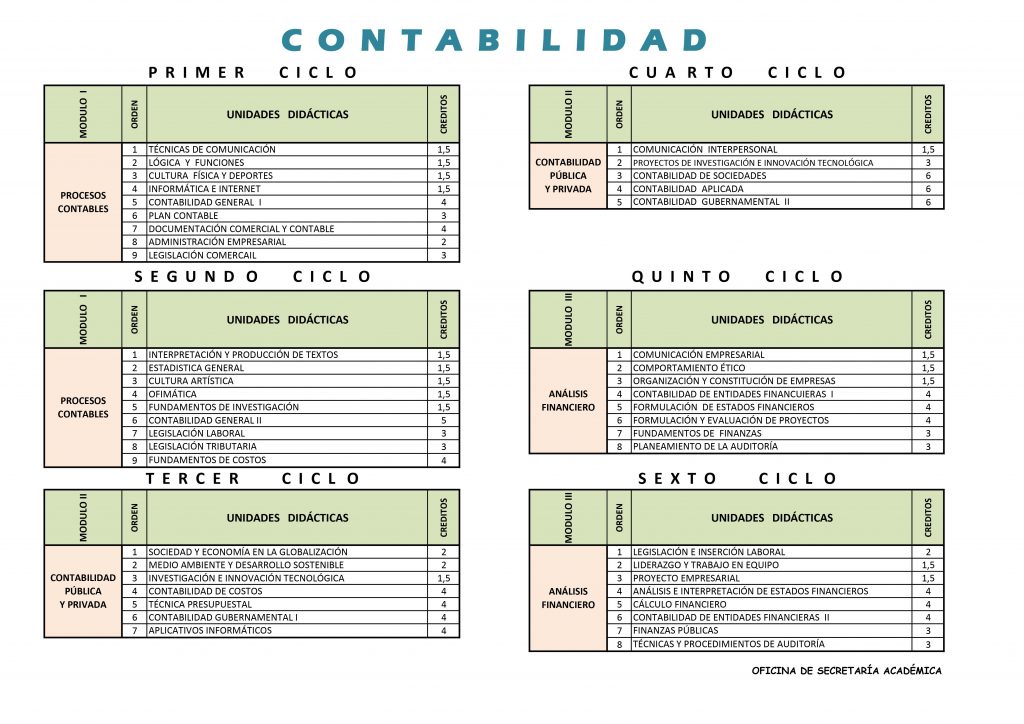 CONTABILIDAD
PRIMER CICLO
MODULO I ORDEN UNIDADES DIDÁCTICAS CREDITOS
PROCESOS CONTABLES
1 TÉCNICAS DE COMUNICACIÓN 1,5
2 LÓGICA Y FUNCIONES 1,5
3 CULTURA FÍSICA Y DEPORTES 1,5
4 INFORMÁTICA E INTERNET 1,5
5 CONTABILIDAD GENERAL I 4
6 PLAN CONTABLE 3
7 DOCUMENTACIÓN COMERCIAL Y CONTABLE 4
8 ADMINISTRACIÓN EMPRESARIAL 2
9 LEGISLACIÓN COMERCAIL 3
SEGUNDO CICLO
MODULO I ORDEN UNIDADES DIDÁCTICAS CREDITOS
PROCESOS CONTABLES
1 INTERPRETACIÓN Y PRODUCCIÓN DE TEXTOS 1,5
2 ESTADISTICA GENERAL 1,5
3 CULTURA ARTÍSTICA 1,5
4 OFIMÁTICA 1,5
5 FUNDAMENTOS DE INVESTIGACIÓN 1,5
6 CONTABILIDAD GENERAL II 5
7 LEGISLACIÓN LABORAL 3
8 LEGISLACIÓN TRIBUTARIA 3
9 FUNDAMENTOS DE COSTOS 4
TERCER CICLO
MODULO II ORDEN UNIDADES DIDÁCTICAS CREDITOS
CONTABILIDAD PÚBLICA Y PRIVADA
1 SOCIEDAD Y ECONOMÍA EN LA GLOBALIZACIÓN 2
2 MEDIO AMBIENTE Y DESARROLLO SOSTENIBLE 2
3 INVESTIGACIÓN E INNOVACIÓN TECNOLÓGICA 1,5
4 CONTABILIDAD DE COSTOS 4
5 TÉCNICA PRESUPUESTAL 4
6 CONTABILIDAD GUBERNAMENTAL I 4
7 APLICATIVOS INFORMÁTICOS 4
CUARTO CICLO
MODULO II ORDEN UNIDADES DIDÁCTICAS CREDITOS
CONTABILIDAD PÚBLICA Y PRIVADA
1 COMUNICACIÓN INTERPERSONAL 1,5
2 PROYECTOS DE INVESTIGACIÓN E INNOVACIÓN TECNOLÓGICA 3
3 CONTABILIDAD DE SOCIEDADES 6
4 CONTABILIDAD APLICADA 6
5 CONTABILIDAD GUBERNAMENTAL II 6
QUINTO CICLO
MODULO III ORDEN UNIDADES DIDÁCTICAS CREDITOS
ANÁLISIS FINANCIERO
1 COMUNICACIÓN EMPRESARIAL 1,5
2 COMPORTAMIENTO ÉTICO 1,5
3 ORGANIZACIÓN Y CONSTITUCIÓN DE EMPRESAS 1,5
4 CONTABILIDAD DE ENTIDADES FINANCUIERAS I 4
5 FORMULACIÓN DE ESTADOS FINANCIEROS 4
6 FORMULACIÓN Y EVALUACIÓN DE PROYECTOS 4
7 FUNDAMENTOS DE FINANZAS 3
8 PLANEAMIENTO DE LA AUDITORÍA 3
SEXTO CICLO
MODULO III ORDEN UNIDADES DIDÁCTICAS CREDITOS
ANÁLISIS FINANCIERO
1 LEGISLACIÓN E INSERCIÓN LABORAL 2
2 LIDERAZGO Y TRABAJO EN EQUIPO 1,5
3 PROYECTO EMPRESARIAL 1,5
4 ANÁLISIS E INTERPRETACIÓN DE ESTADOS FINANCIEROS 4
5 CÁLCULO FINANCIERO 4
6 CONTABILIDAD DE ENTIDADES FINANCIERAS II 4
7 FINANZAS PÚBLICAS 3
8 TÉCNICAS Y PROCEDIMIENTOS DE AUDITORÍA 3
OFICINA DE SECRETARÍA ACADÉMICA